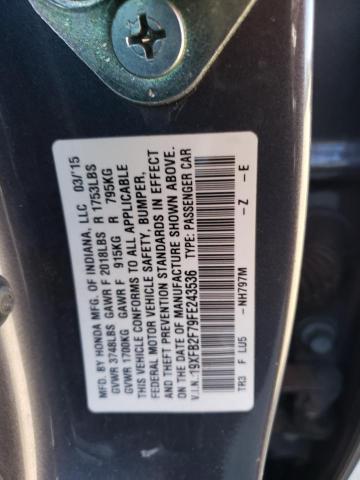 MFD. BY HONDA MFG. OF INDIANA, LLC 03/'15
GVWR 3748LBS GAWR F 2018LBS R 1753LBS
GVWR 1700KG GAWR F 915KG R 795KG
THIS VEHICLE CONFORMS TO ALL APPLICABLE
FEDERAL MOTOR VEHICLE SAFETY, BUMPER,
AND THEFT PREVENTION STANDARDS IN EFFECT
ON THE DATE OF MANUFACTURE SHOWN ABOVE.
V.I.N.:19XFB2F79FE243536 TYPE: PASSENGER CAR
TR3 F LU5 – NH797M – Z – E